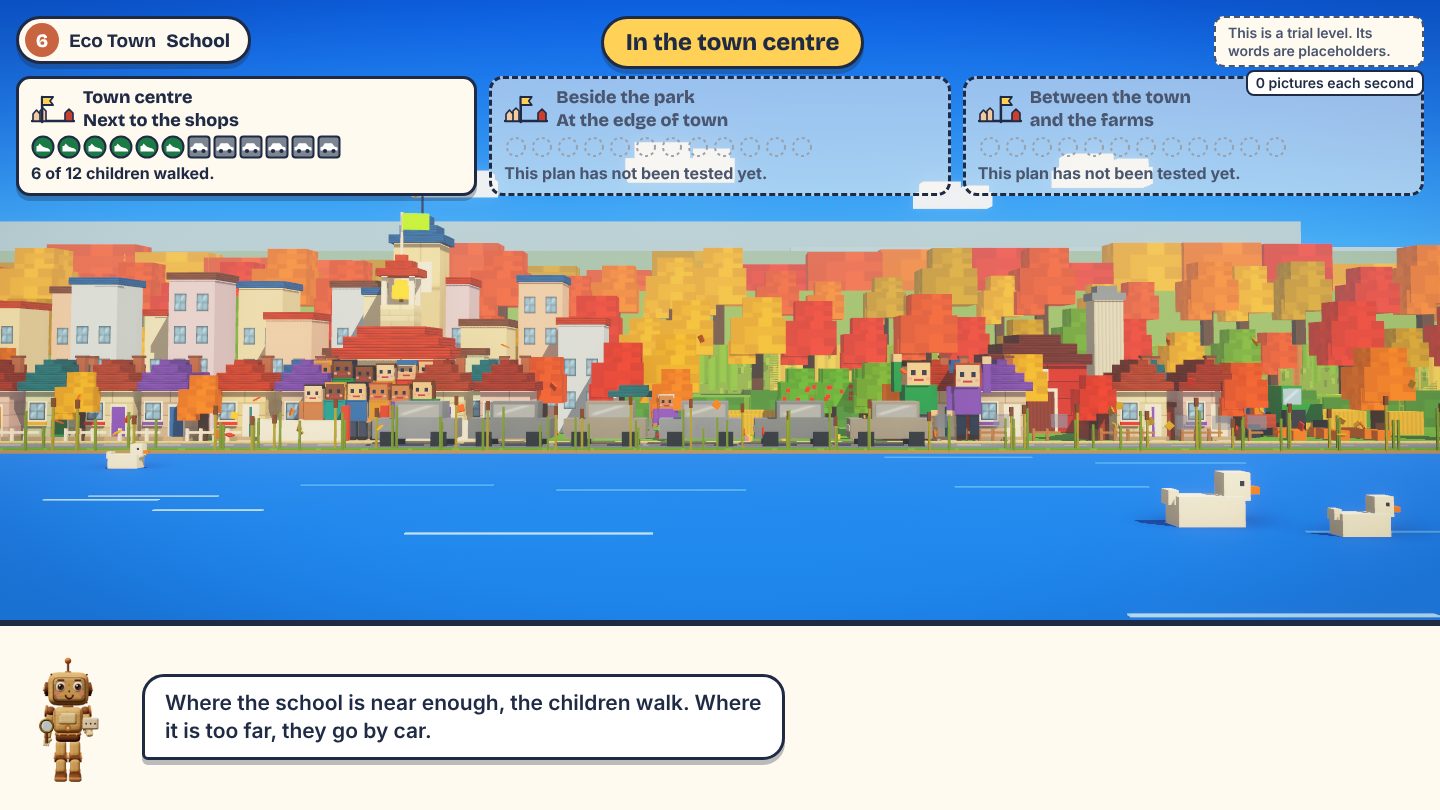 6 Eco Town School
In the town centre
This is a trial level. Its
words are placeholders.
0 pictures each second
Town centre
Next to the shops
6 of 12 children walked.
Beside the park
At the edge of town
This plan has not been tested yet.
Between the town
and the farms
This plan has not been tested yet.
Where the school is near enough, the children walk. Where
it is too far, they go by car.